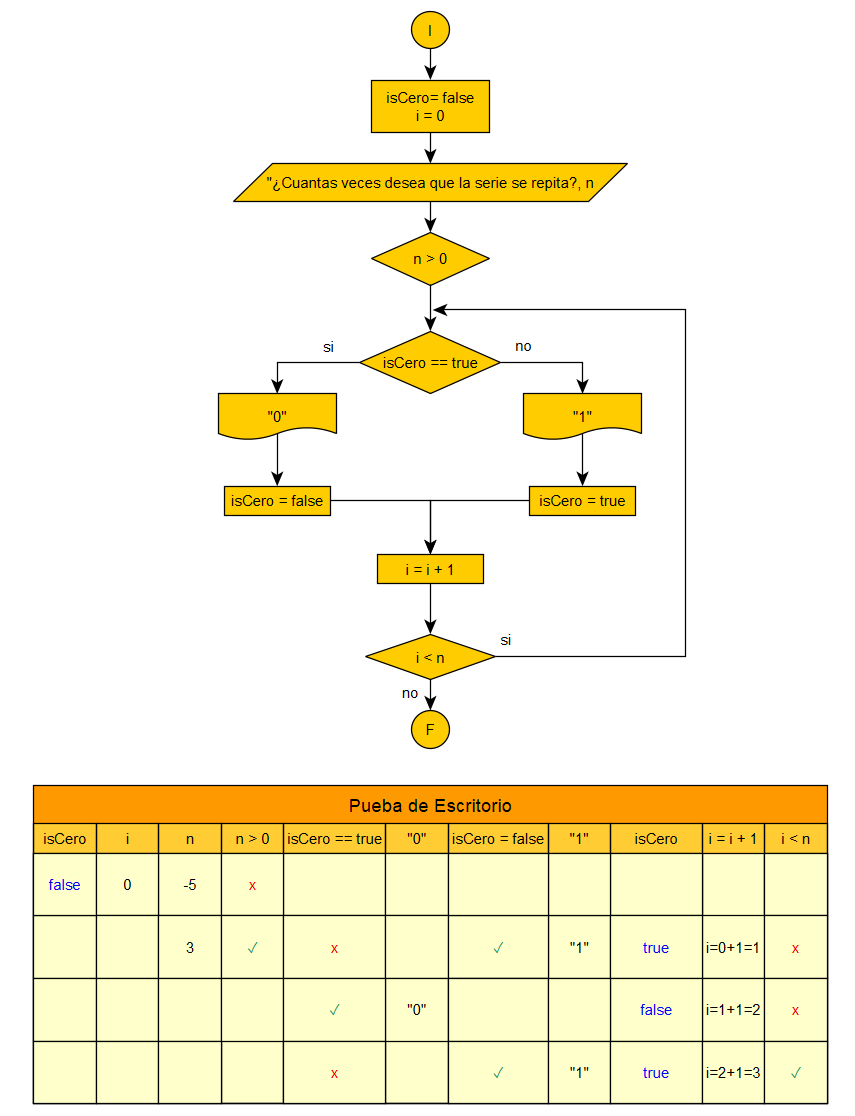 I
isCero= false
i = 0
"¿Cuantas veces desea que la serie se repita?, n
n > 0
si
no
isCero == true
"0"
"1"
isCero = false
isCero = true
i = i + 1
si
i < n
no
F
Pueba de Escritorio
isCero i n n > 0 isCero == true "0" isCero = false "1" isCero i = i + 1 i < n
false 0 -5 x
3 ✓ x ✓ "1" true i=0+1=1 x
✓ "0" false i=1+1=2 x
x ✓ "1" true i=2+1=3 ✓